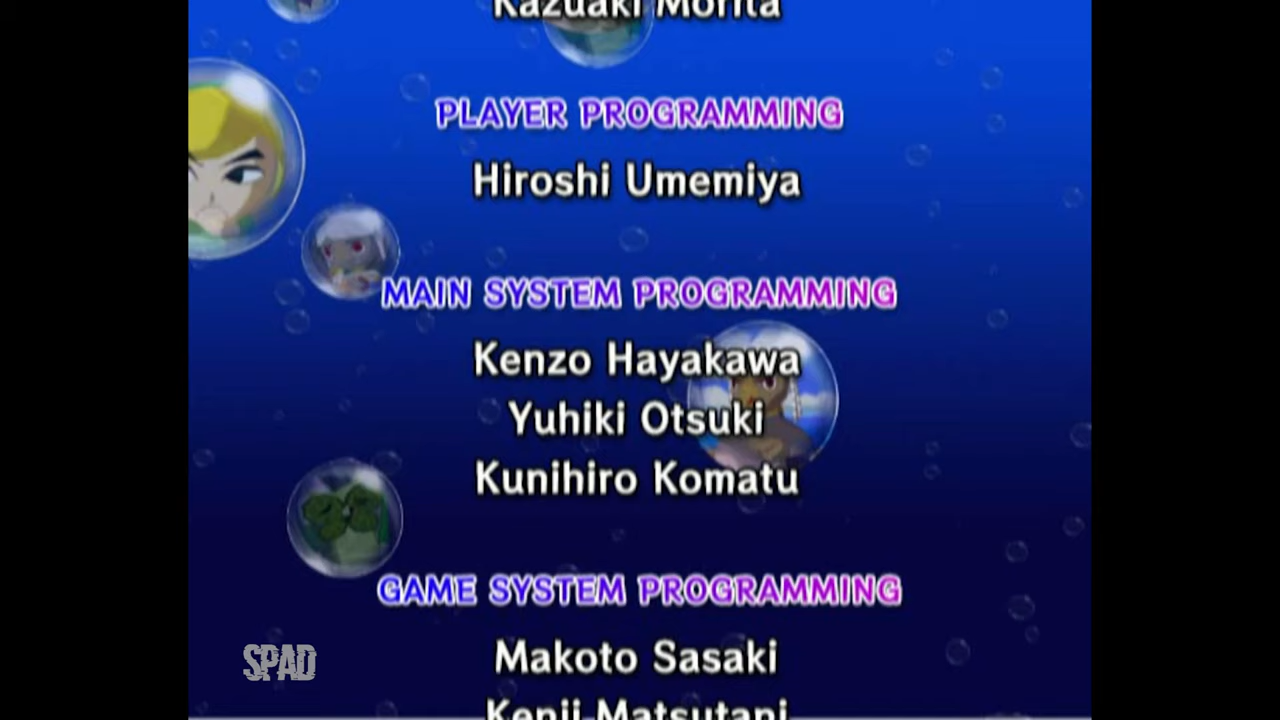 Kazuaki Morita
PLAYER PROGRAMMING
Hiroshi Umemiya
MAIN SYSTEM PROGRAMMING
Kenzo Hayakawa
Yuhiki Otsuki
Kunihiro Komatu
GAME SYSTEM PROGRAMMING
Makoto Sasaki
Kenji Matsutani
SPAD